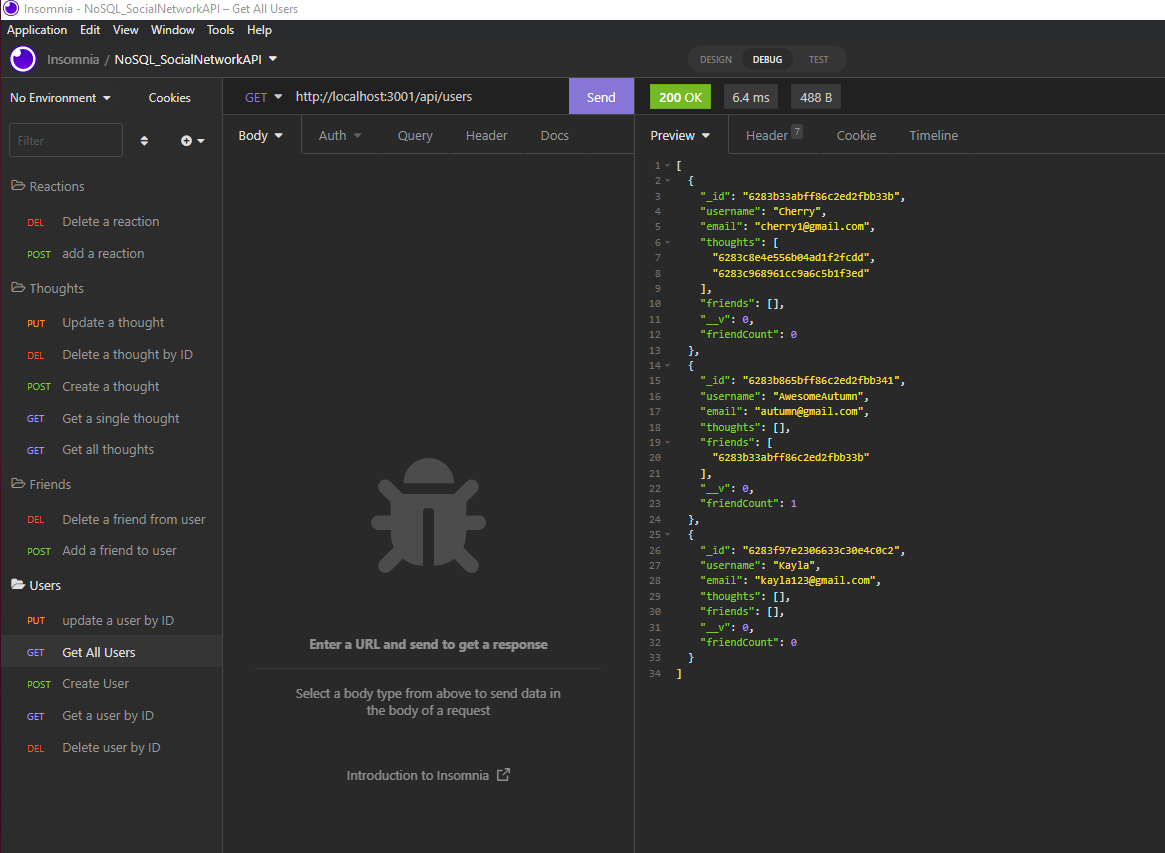 Insomnia - NoSQL_SocialNetworkAPI – Get All Users
Application Edit View Window Tools Help
Insomnia / NoSQL_SocialNetworkAPI
DESIGN DEBUG TEST
No Environment Cookies
Filter
Reactions
DEL Delete a reaction
POST add a reaction
Thoughts
PUT Update a thought
DEL Delete a thought by ID
POST Create a thought
GET Get a single thought
GET Get all thoughts
Friends
DEL Delete a friend from user
POST Add a friend to user
Users
PUT update a user by ID
GET Get All Users
POST Create User
GET Get a user by ID
DEL Delete user by ID
GET http://localhost:3001/api/users Send
Body Auth Query Header Docs
Enter a URL and send to get a response
Select a body type from above to send data in
the body of a request
Introduction to Insomnia
200 OK 6.4 ms 488 B
Preview Header 7 Cookie Timeline
1 [
2 {
3 "_id": "6283b33abff86c2ed2fbb33b",
4 "username": "Cherry",
5 "email": "cherry1@gmail.com",
6 "thoughts": [
7 "6283c8e4e556b04ad1f2fcdd",
8 "6283c968961cc9a6c5b1f3ed"
9 ],
10 "friends": [],
11 "__v": 0,
12 "friendCount": 0
13 },
14 {
15 "_id": "6283b865bff86c2ed2fbb341",
16 "username": "AwesomeAutumn",
17 "email": "autumn@gmail.com",
18 "thoughts": [],
19 "friends": [
20 "6283b33abff86c2ed2fbb33b"
21 ],
22 "__v": 0,
23 "friendCount": 1
24 },
25 {
26 "_id": "6283f97e2306633c30e4c0c2",
27 "username": "Kayla",
28 "email": "kayla123@gmail.com",
29 "thoughts": [],
30 "friends": [],
31 "__v": 0,
32 "friendCount": 0
33 }
34 ]